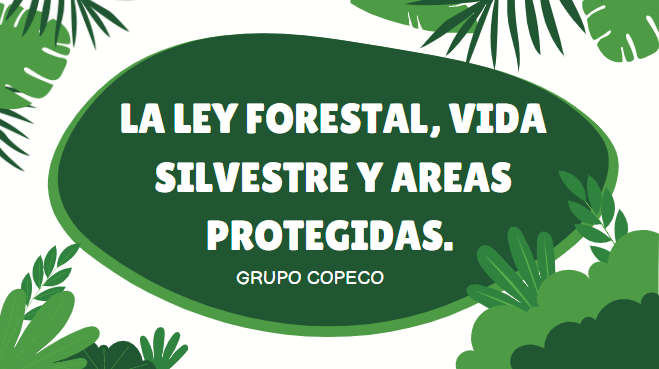 LA LEY FORESTAL, VIDA
SILVESTRE Y AREAS
PROTEGIDAS.
GRUPO COPECO